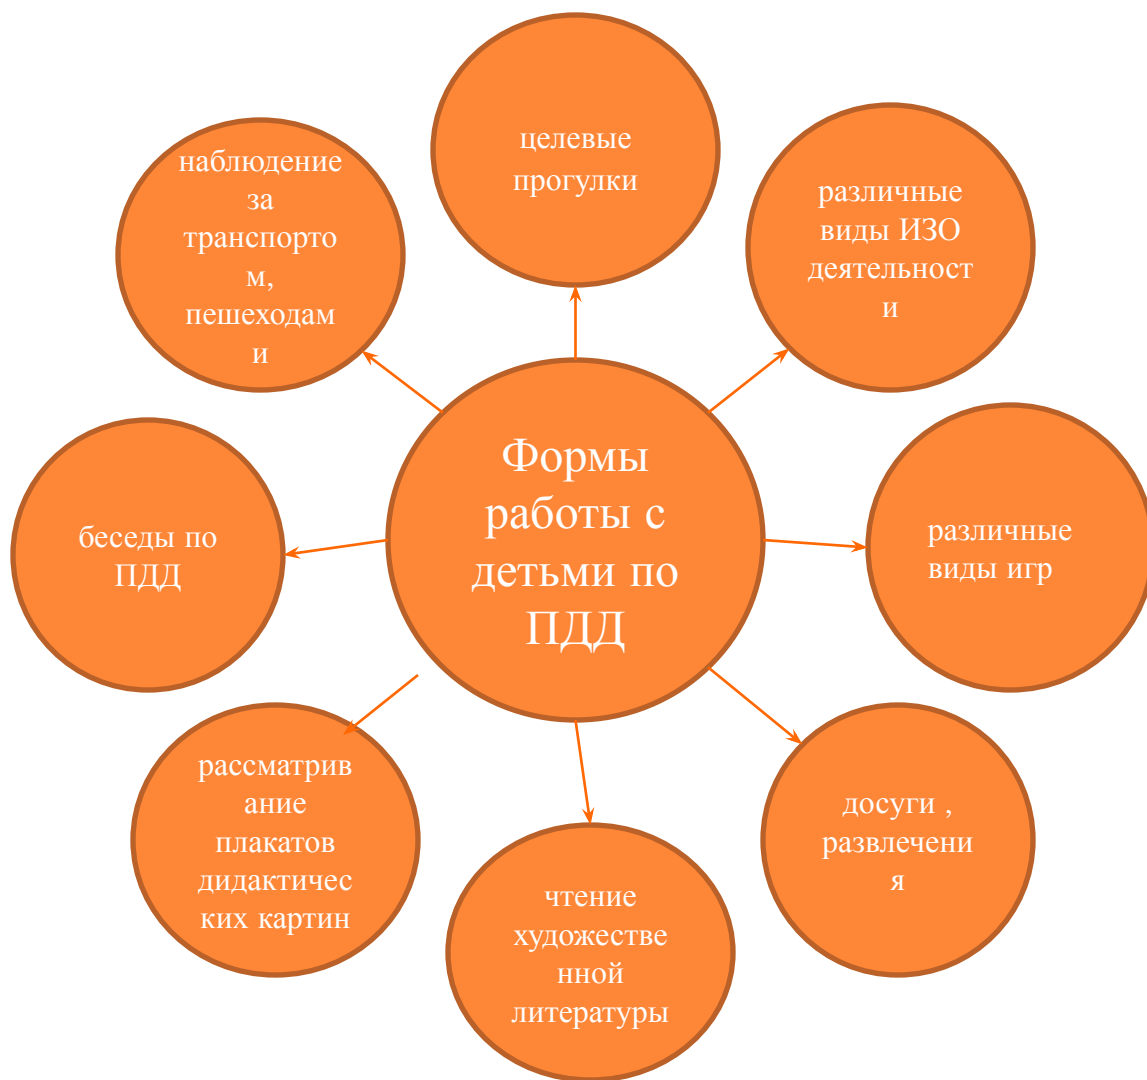 целевые
прогулки
наблюдение
за
транспорто
м,
пешеходам
и
различные
виды ИЗО
деятельност
и
Формы
работы с
детьми по
ПДД
беседы по
ПДД
различные
виды игр
рассматрив
ание
плакатов
дидактичес
ких картин
досуги ,
развлечени
я
чтение
художестве
нной
литературы